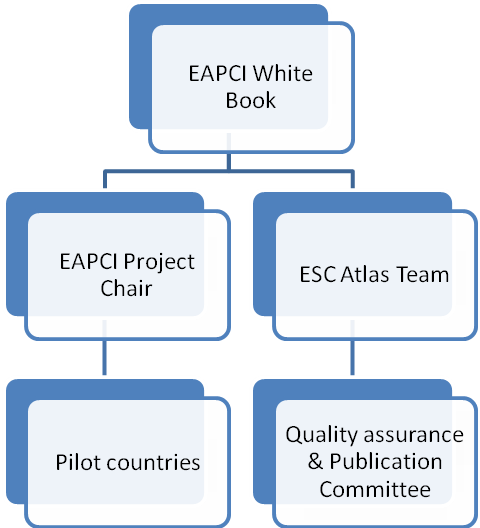 EAPCI White
Book
EAPCI Project
Chair
ESC Atlas Team
Pilot countries
Quality assurance
& Publication
Committee